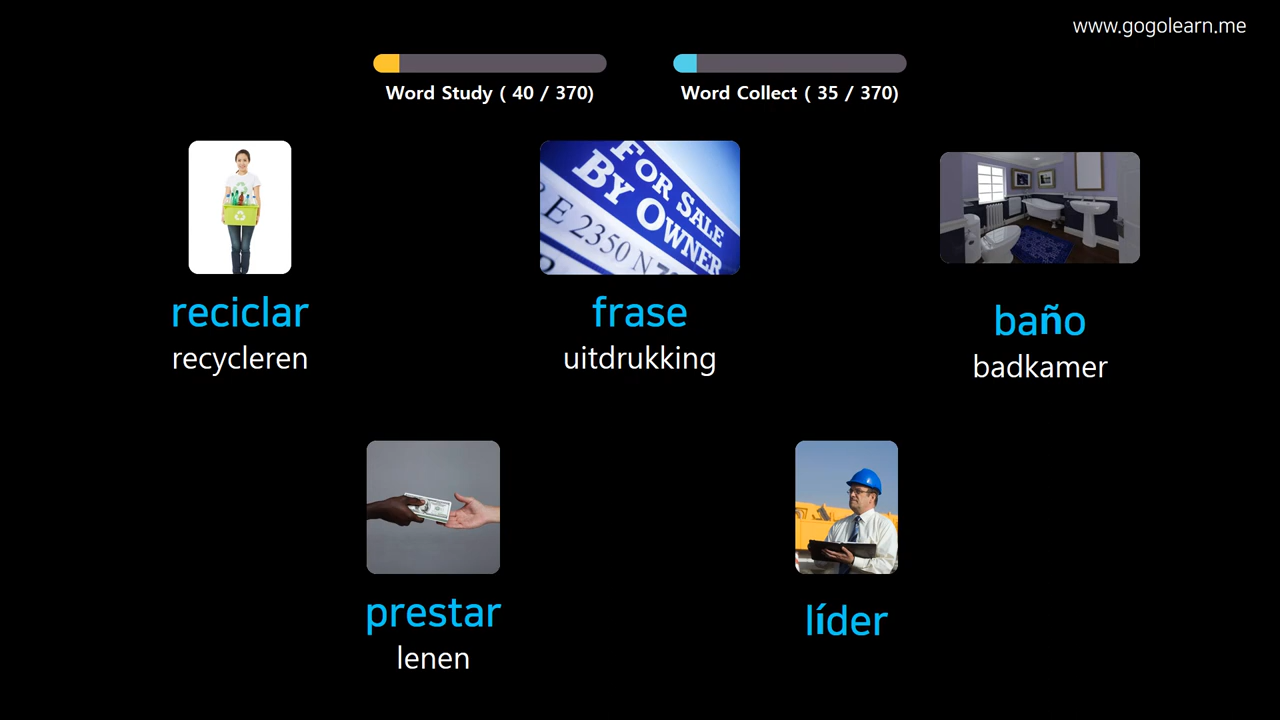 www.gogolearn.me
Word Study ( 40 / 370)
Word Collect ( 35 / 370)
FOR SALE
BY OWNER
E 2350 N
reciclar
recycleren
frase
uitdrukking
baño
badkamer
prestar
lenen
líder